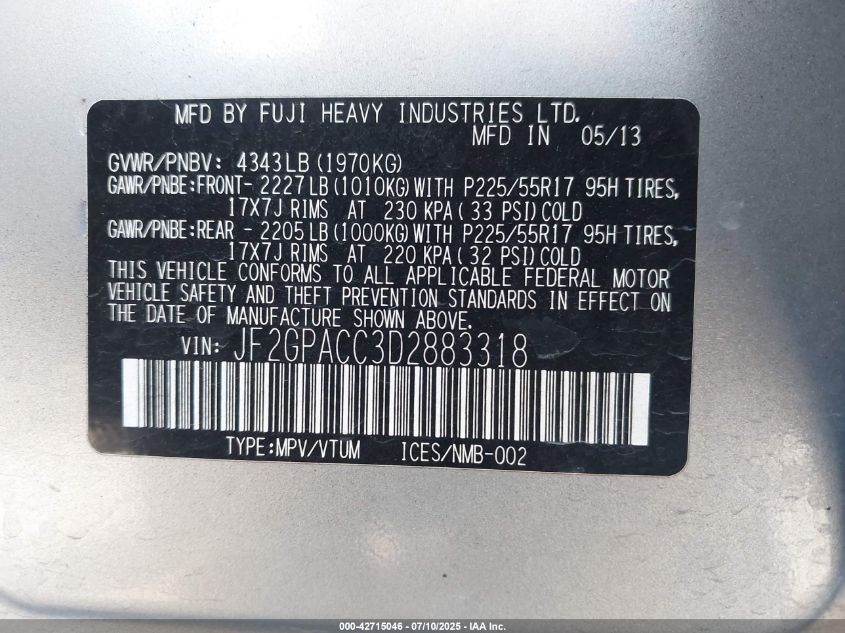 MFD BY FUJI HEAVY INDUSTRIES LTD.
MFD IN 05/13
GVWR/PNBV: 4343LB (1970KG)
GAWR/PNBE:FRONT- 2227LB (1010KG) WITH P225/55R17 95H TIRES,
17X7J RIMS AT 230 KPA ( 33 PSI) COLD
GAWR/PNBE:REAR - 2205LB (1000KG) WITH P225/55R17 95H TIRES,
17X7J RIMS AT 220 KPA ( 32 PSI) COLD
THIS VEHICLE CONFORMS TO ALL APPLICABLE FEDERAL MOTOR
VEHICLE SAFETY AND THEFT PREVENTION STANDARDS IN EFFECT ON
THE DATE OF MANUFACTURE SHOWN ABOVE.
VIN: JF2GPACC3D2883318
TYPE:MPV/VTUM ICES/NMB-002
000-42715046 - 07/10/2025 - IAA Inc.